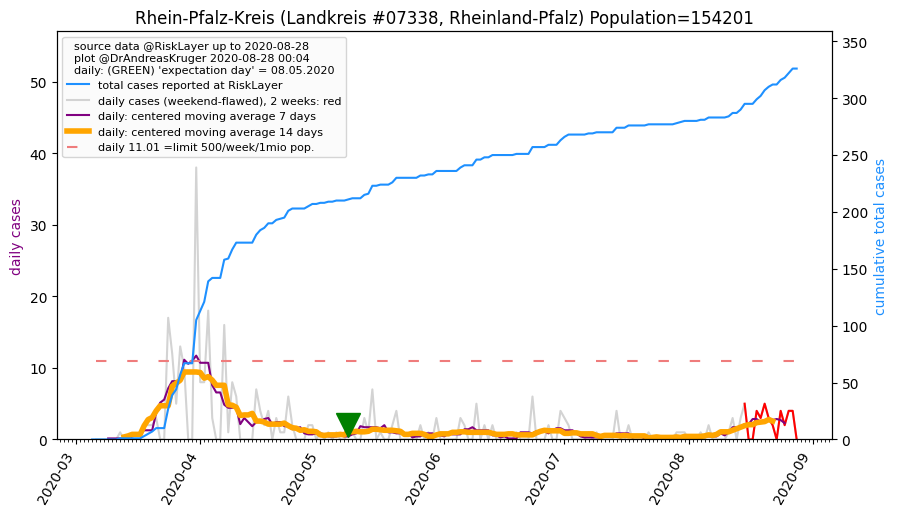 Rhein-Pfalz-Kreis (Landkreis #07338, Rheinland-Pfalz) Population=154201
source data @RiskLayer up to 2020-08-28
plot @DrAndreasKruger 2020-08-28 00:04
daily: (GREEN) 'expectation day' = 08.05.2020
total cases reported at RiskLayer
daily cases (weekend-flawed), 2 weeks: red
daily: centered moving average 7 days
daily: centered moving average 14 days
daily 11.01 =limit 500/week/1mio pop.
daily cases
50
40
30
20
10
0
350
300
250
200
150
100
50
0
cumulative total cases
2020-03
2020-04
2020-05
2020-06
2020-07
2020-08
2020-09